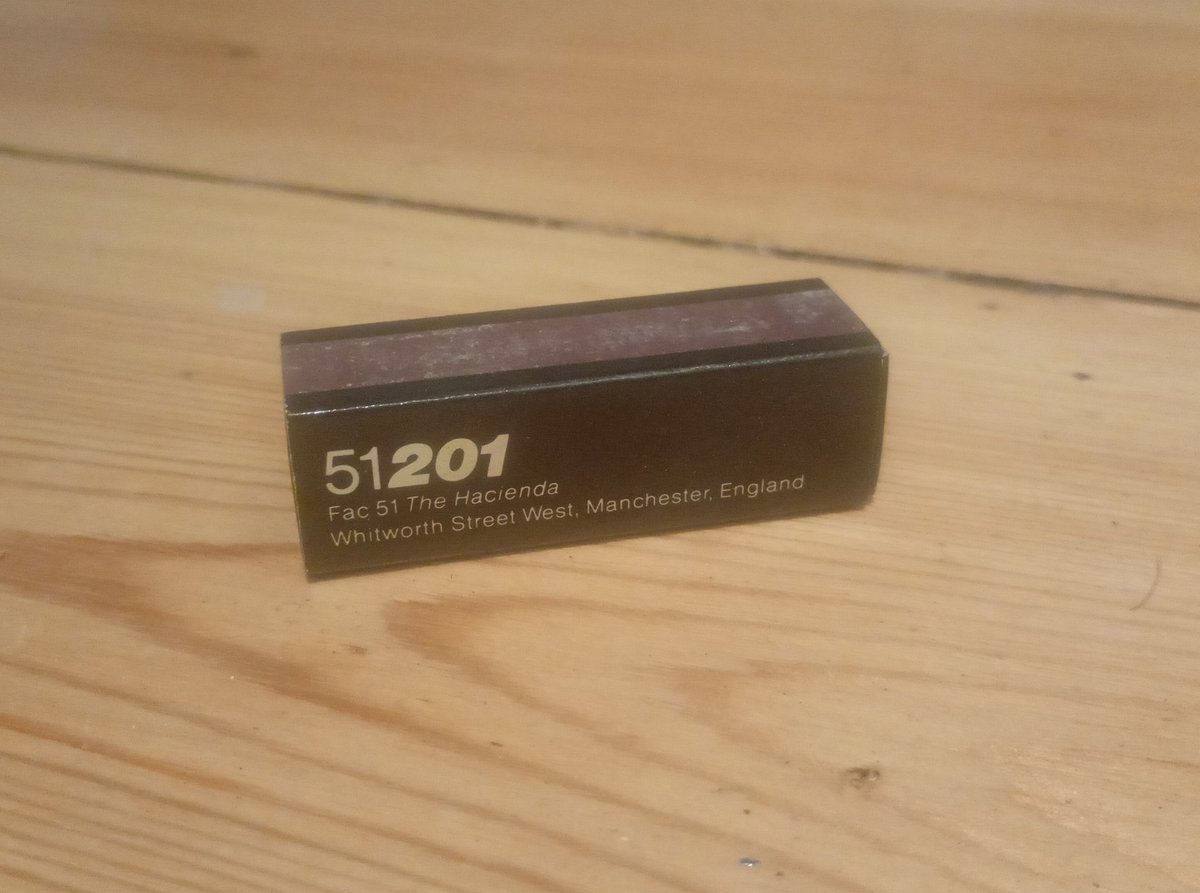 51201
Fac 51 The Hacienda
Whitworth Street West, Manchester, England